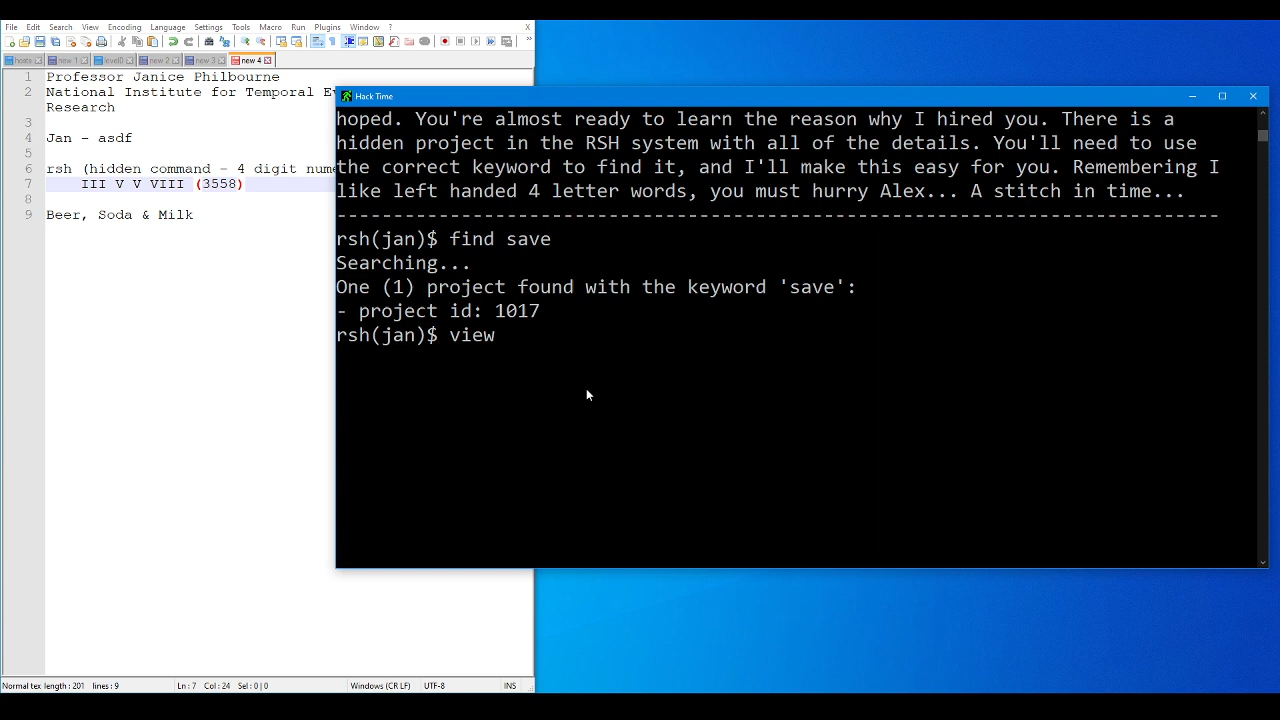 File Edit Search View Encoding Language Settings Tools Macro Run Plugins Window ? X
hosts new 1 level0 new 2 new 3 new 4
1 Professor Janice Philbourne
2 National Institute for Temporal Ev
Research
3
4 Jan - asdf
5
6 rsh (hidden command - 4 digit nume
7 III V V VIII (3558)
8
9 Beer, Soda & Milk
Normal tex length : 201 lines : 9 Ln : 7 Col : 24 Sel : 0 | 0 Windows (CR LF) UTF-8 INS
Hack Time
hoped. You're almost ready to learn the reason why I hired you. There is a
hidden project in the RSH system with all of the details. You'll need to use
the correct keyword to find it, and I'll make this easy for you. Remembering I
like left handed 4 letter words, you must hurry Alex... A stitch in time...
------------------------------------------------------------------------------
rsh(jan)$ find save
Searching...
One (1) project found with the keyword 'save':
- project id: 1017
rsh(jan)$ view